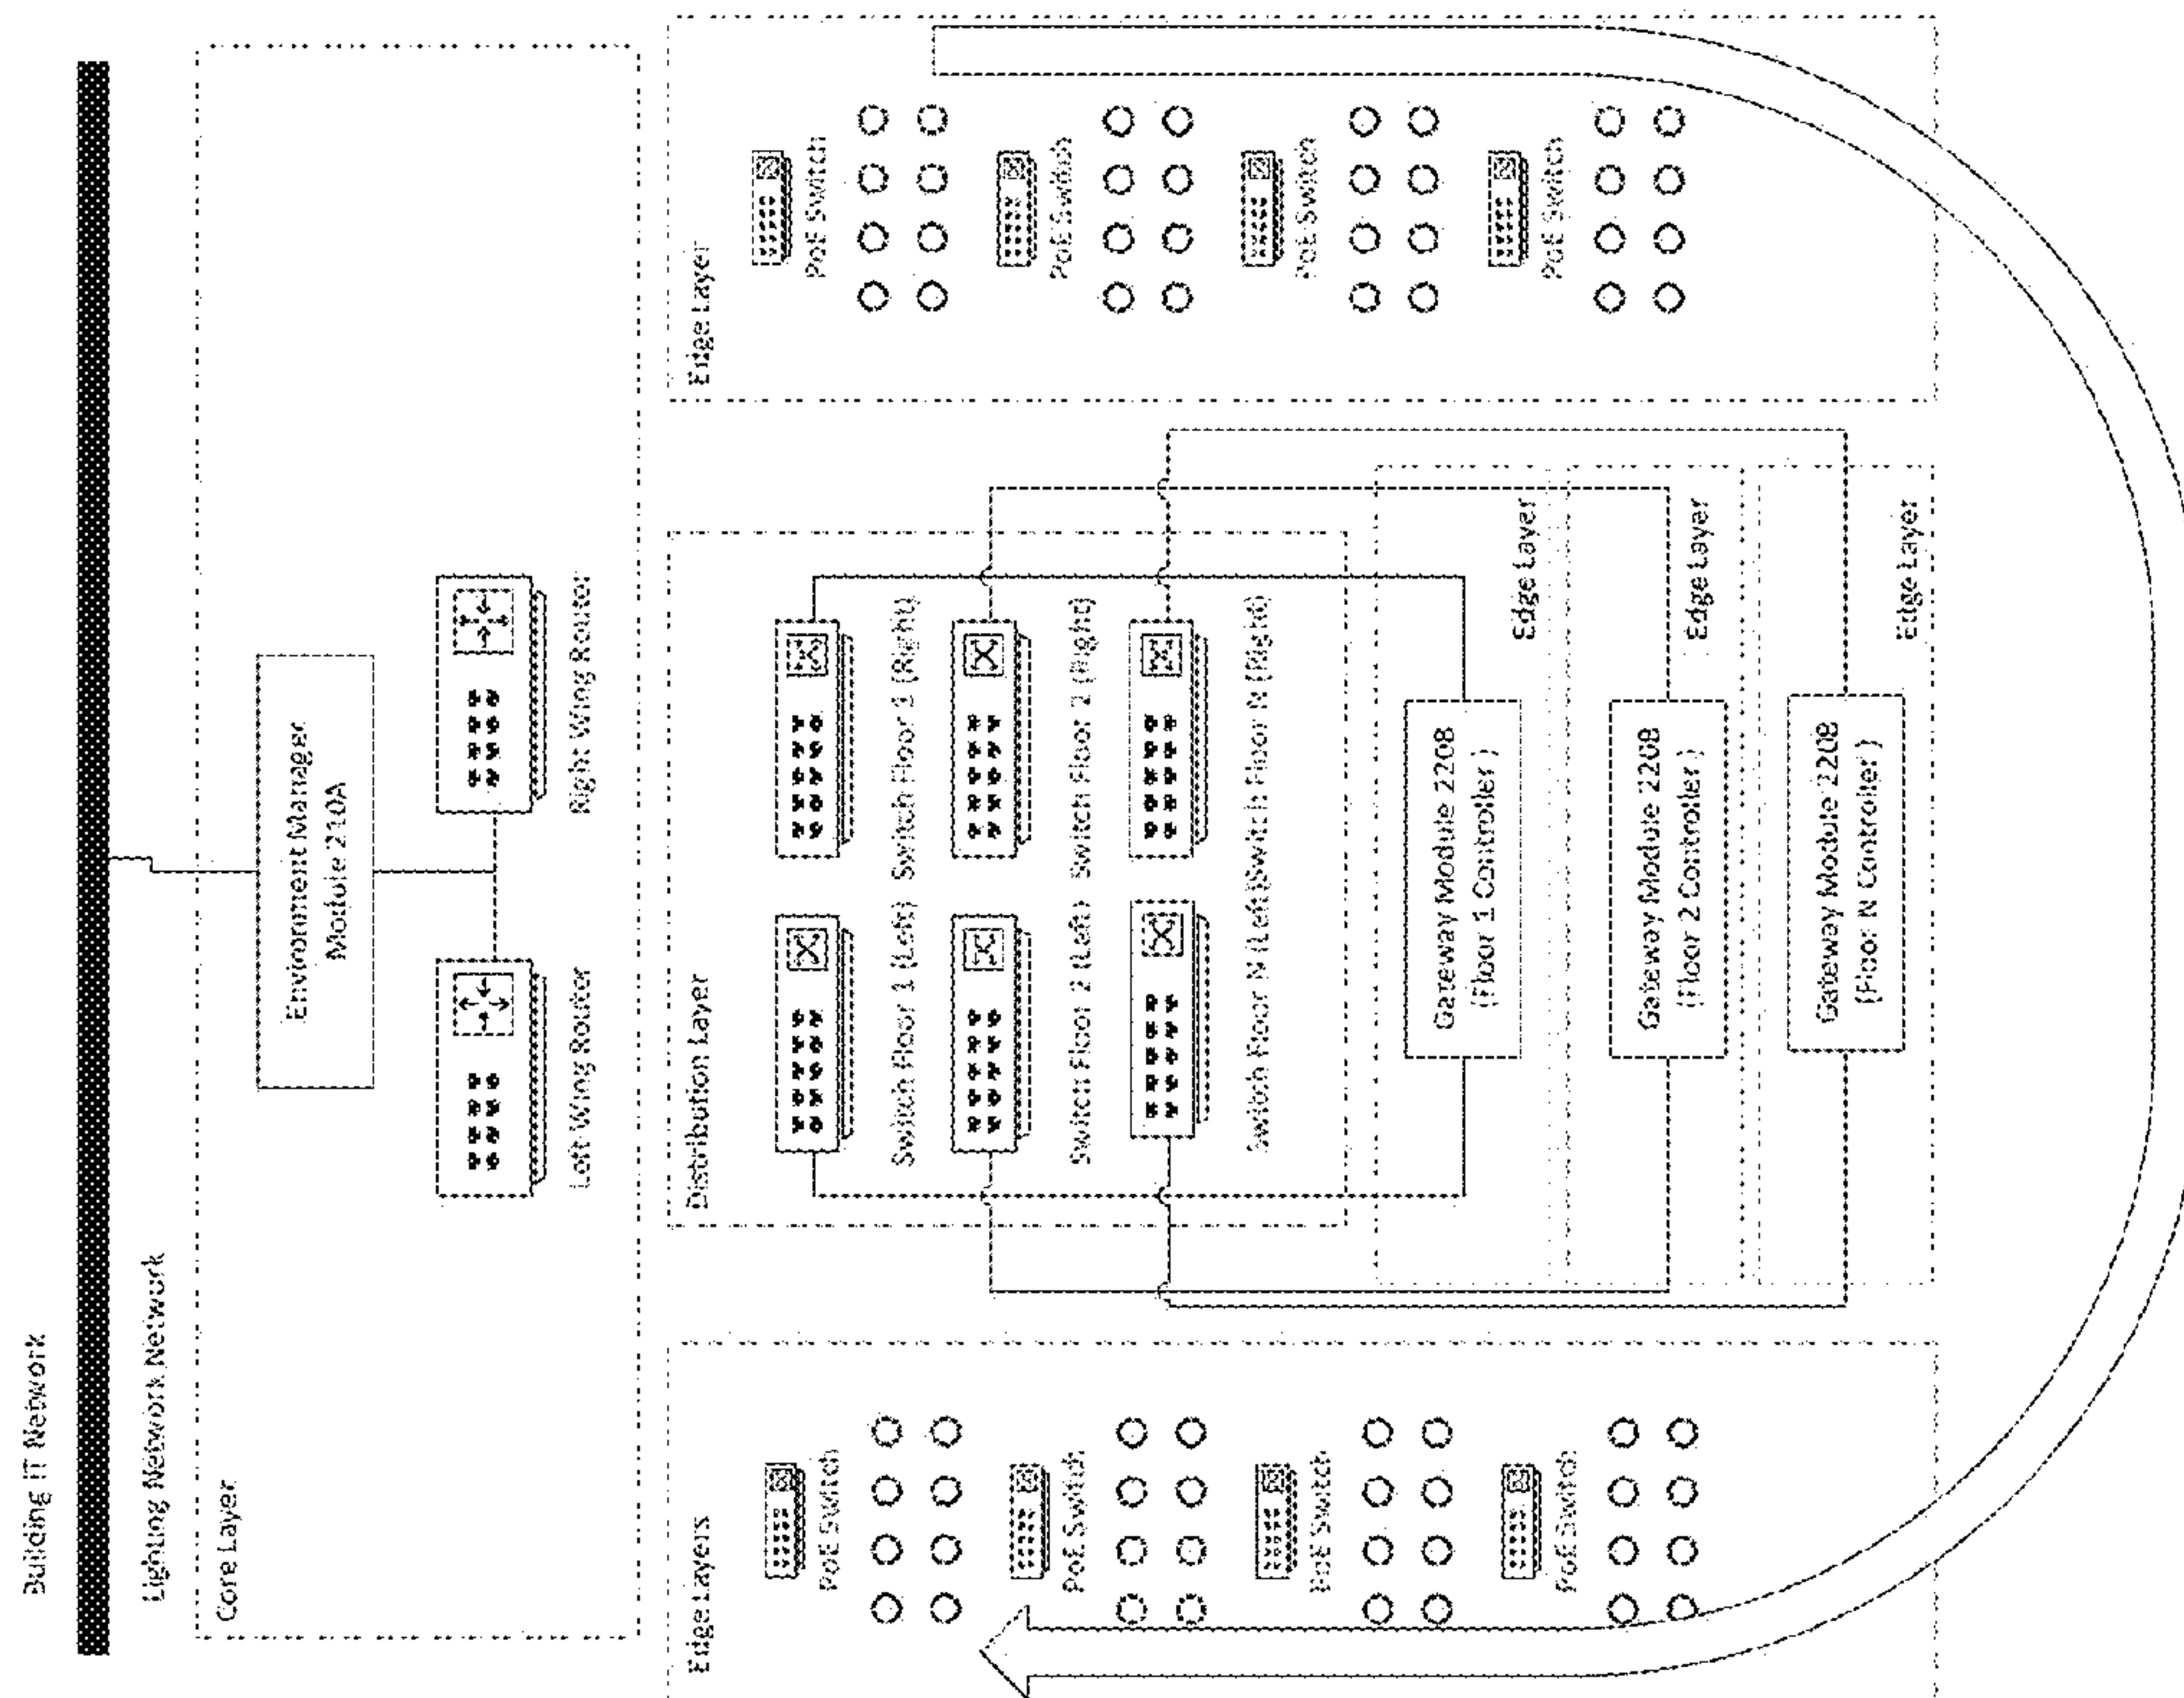 Building IT Network
Lighting Network Network
Core Layer
Environment Manager
Module 210A
Left Wing Router
Right Wing Router
Edge Layers
PoE Switch
PoE Switch
PoE Switch
PoE Switch
Distribution Layer
Switch Floor 1 (Left)
Switch Floor 1 (Right)
Switch Floor 2 (Left)
Switch Floor 2 (Right)
Switch Floor N (Left)
Switch Floor N (Right)
Gateway Module 220B
(Floor 1 Controller)
Edge Layer
Gateway Module 220B
(Floor 2 Controller)
Edge Layer
Gateway Module 220B
(Floor N Controller)
Edge Layer
Edge Layer
PoE Switch
PoE Switch
PoE Switch
PoE Switch